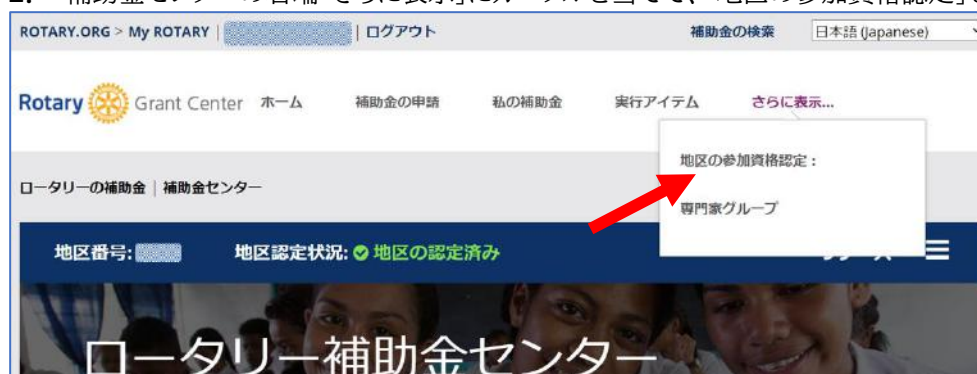 ROTARY.ORG > My ROTARY | | ログアウト 補助金の検索 日本語 (Japanese)
Rotary Grant Center ホーム 補助金の申請 私の補助金 実行アイテム さらに表示...
地区の参加資格認定：
ロータリーの補助金 | 補助金センター
専門家グループ
地区番号: 地区認定状況: 地区の認定済み
ロータリー補助金センター